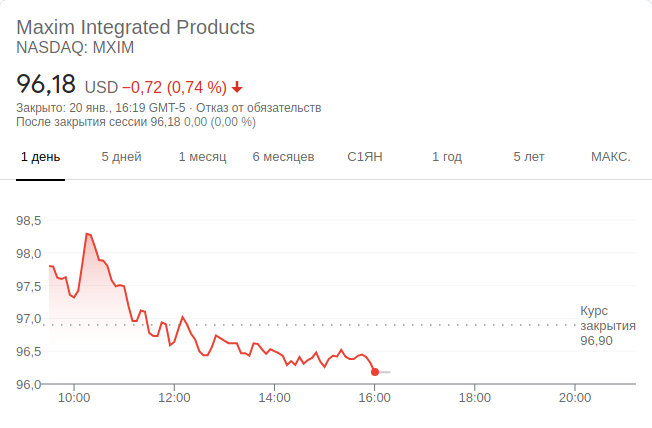 Maxim Integrated Products
NASDAQ: MXIM
96,18 USD −0,72 (0,74 %)
Закрыто: 20 янв., 16:19 GMT-5 · Отказ от обязательств
После закрытия сессии 96,18 0,00 (0,00 %)
1 день 5 дней 1 месяц 6 месяцев С1ЯН 1 год 5 лет МАКС.
98,5
98,0
97,5
97,0
96,5
96,0
Курс
закрытия
96,90
10:00 12:00 14:00 16:00 18:00 20:00